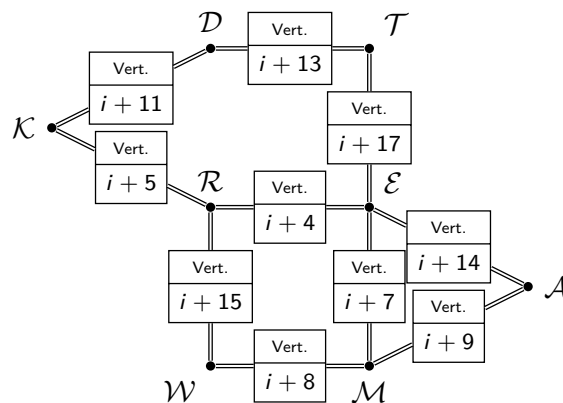 𝒟
𝒯
Vert.
i + 13
Vert.
i + 11
Vert.
i + 17
𝒦
Vert.
i + 5
ℛ
Vert.
i + 4
ℰ
Vert.
i + 14
Vert.
i + 15
Vert.
i + 7
𝒜
Vert.
i + 9
Vert.
i + 8
𝒲
ℳ